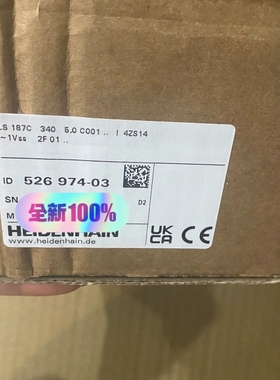 LS 187C 340 5.0 C001 .. I 4ZS14
~1Vss 2F 01 ..
ID 526 974-03
SN
D2
全新100%
M
HEIDENHAIN
www.heidenhain.de
UK
CA CE